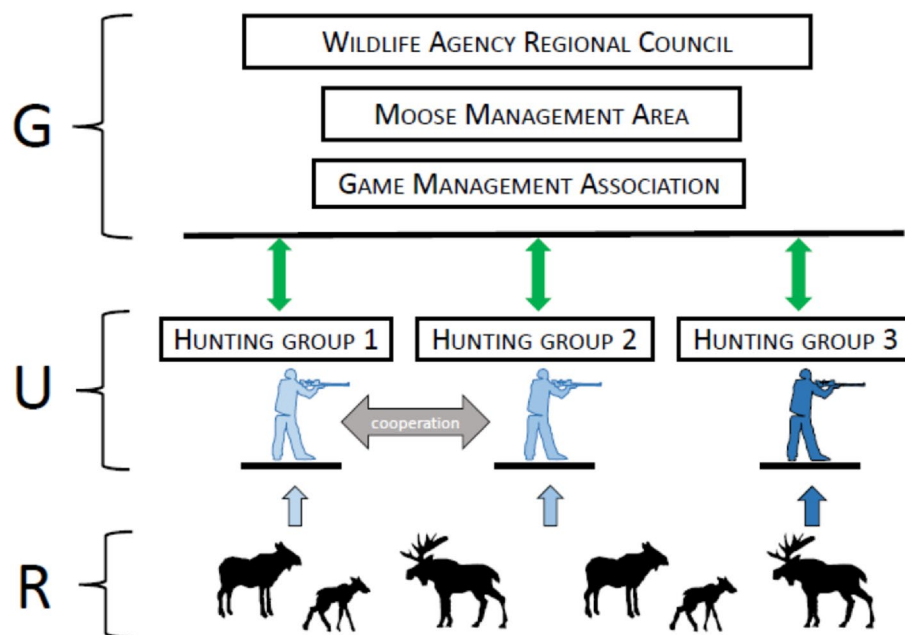 G
WILDLIFE AGENCY REGIONAL COUNCIL
MOOSE MANAGEMENT AREA
GAME MANAGEMENT ASSOCIATION
U
HUNTING GROUP 1
HUNTING GROUP 2
HUNTING GROUP 3
cooperation
R